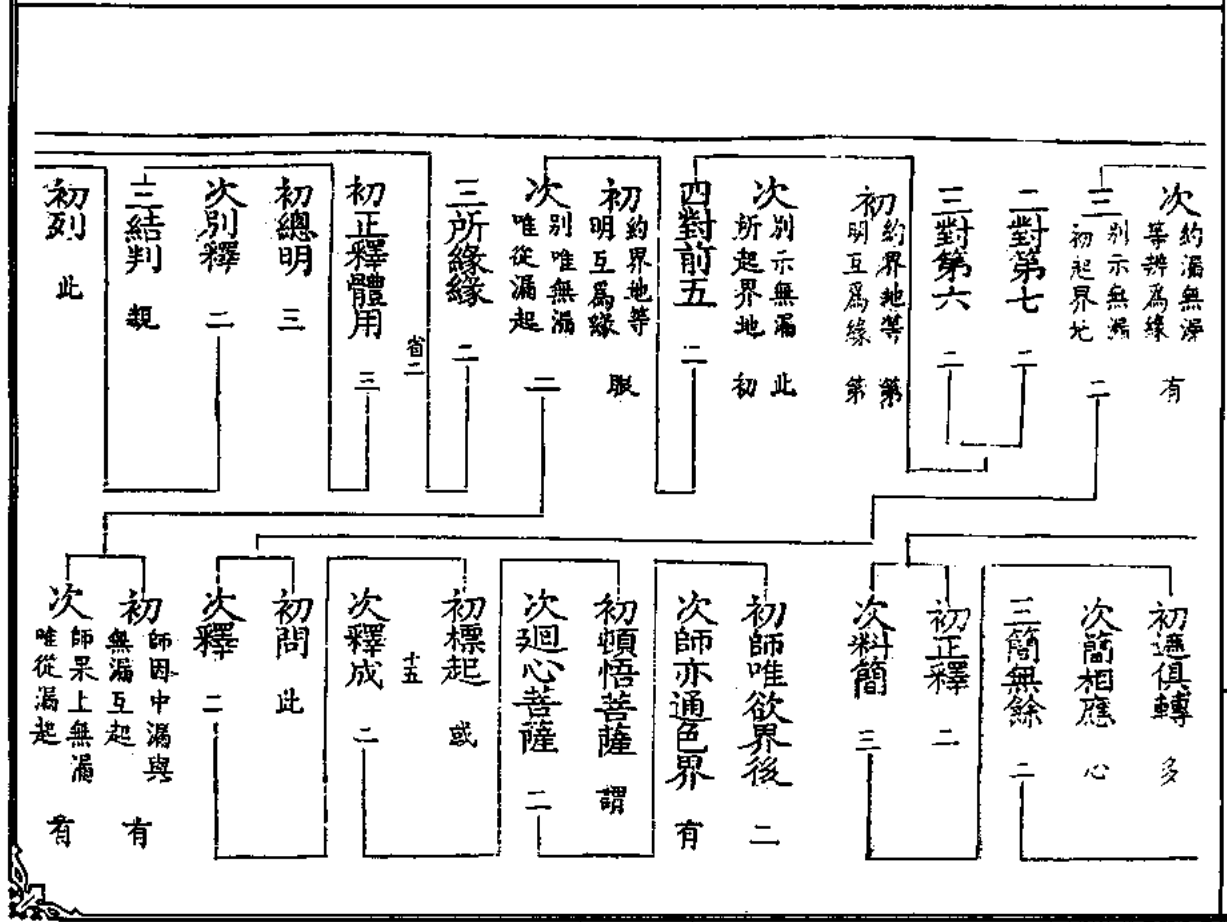 次 約漏無漏等辨為緣 有
三 別示無漏初起界地 二
二對第七 二
三對第六 二
初 約界地等明互為緣 第 第
次 別示無漏所起界地 此 初
四對前五 二
初 約界地等明互為緣 眼
次 別唯無漏唯從漏起 二
三所緣緣 二
省二
初正釋體用 三
初總明 三
次別釋 二
三結判 親
初列 此
初遮俱轉 多
次簡相應 心
三簡無餘 二
初正釋 二
次料簡 三
初師唯欲界後 二
次師亦通色界 有
初頓悟菩薩 謂
次迴心菩薩 二
初標起 或
十五
次釋成 二
初問 此
次釋 二
初 師因中漏與無漏互起 有
次 師果上無漏唯從漏起 有